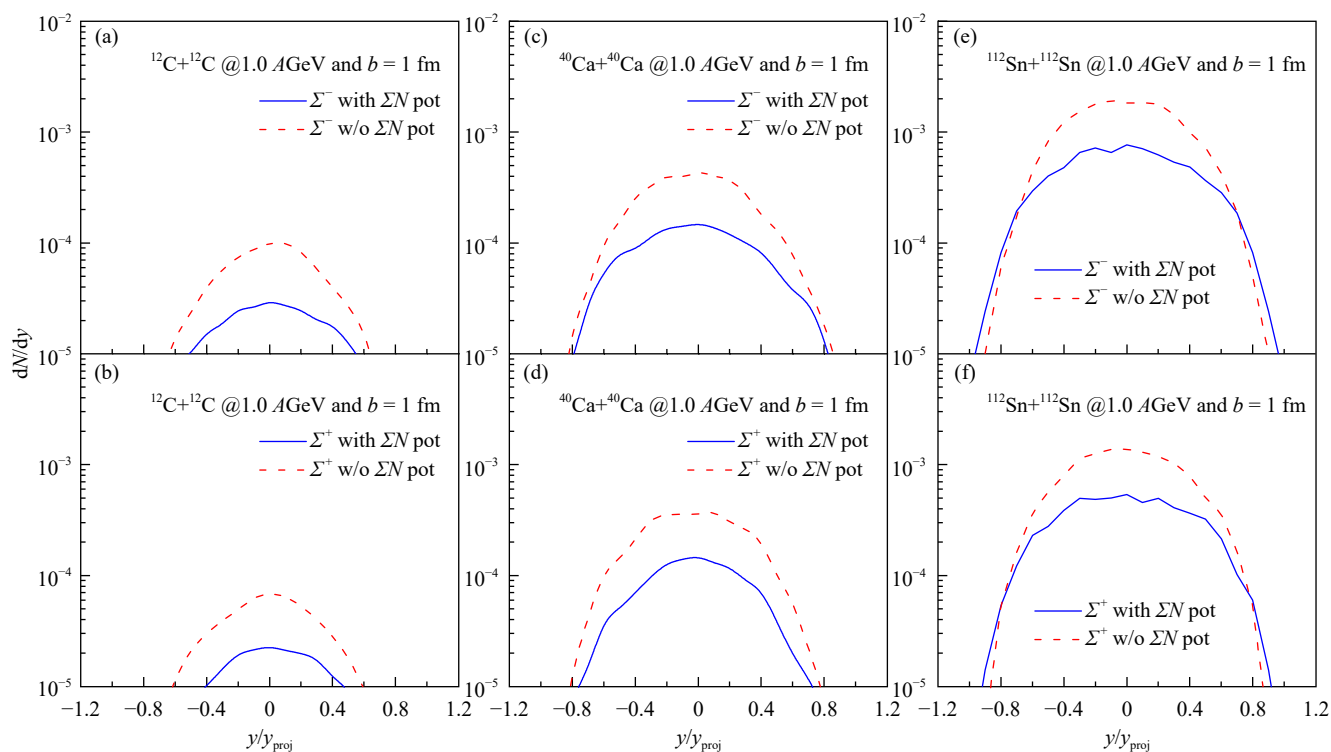 (a)
¹²C+¹²C @1.0 AGeV and b = 1 fm
Σ⁻ with ΣN pot
Σ⁻ w/o ΣN pot
(c)
⁴⁰Ca+⁴⁰Ca @1.0 AGeV and b = 1 fm
Σ⁻ with ΣN pot
Σ⁻ w/o ΣN pot
(e)
¹¹²Sn+¹¹²Sn @1.0 AGeV and b = 1 fm
Σ⁻ with ΣN pot
Σ⁻ w/o ΣN pot
10⁻²
10⁻³
10⁻⁴
10⁻⁵
dN/dy
(b)
¹²C+¹²C @1.0 AGeV and b = 1 fm
Σ⁺ with ΣN pot
Σ⁺ w/o ΣN pot
(d)
⁴⁰Ca+⁴⁰Ca @1.0 AGeV and b = 1 fm
Σ⁺ with ΣN pot
Σ⁺ w/o ΣN pot
(f)
¹¹²Sn+¹¹²Sn @1.0 AGeV and b = 1 fm
Σ⁺ with ΣN pot
Σ⁺ w/o ΣN pot
10⁻³
10⁻⁴
10⁻⁵
−1.2 −0.8 −0.4 0 0.4 0.8 1.2
−0.8 −0.4 0 0.4 0.8 1.2
−0.8 −0.4 0 0.4 0.8 1.2
y/y_proj
y/y_proj
y/y_proj